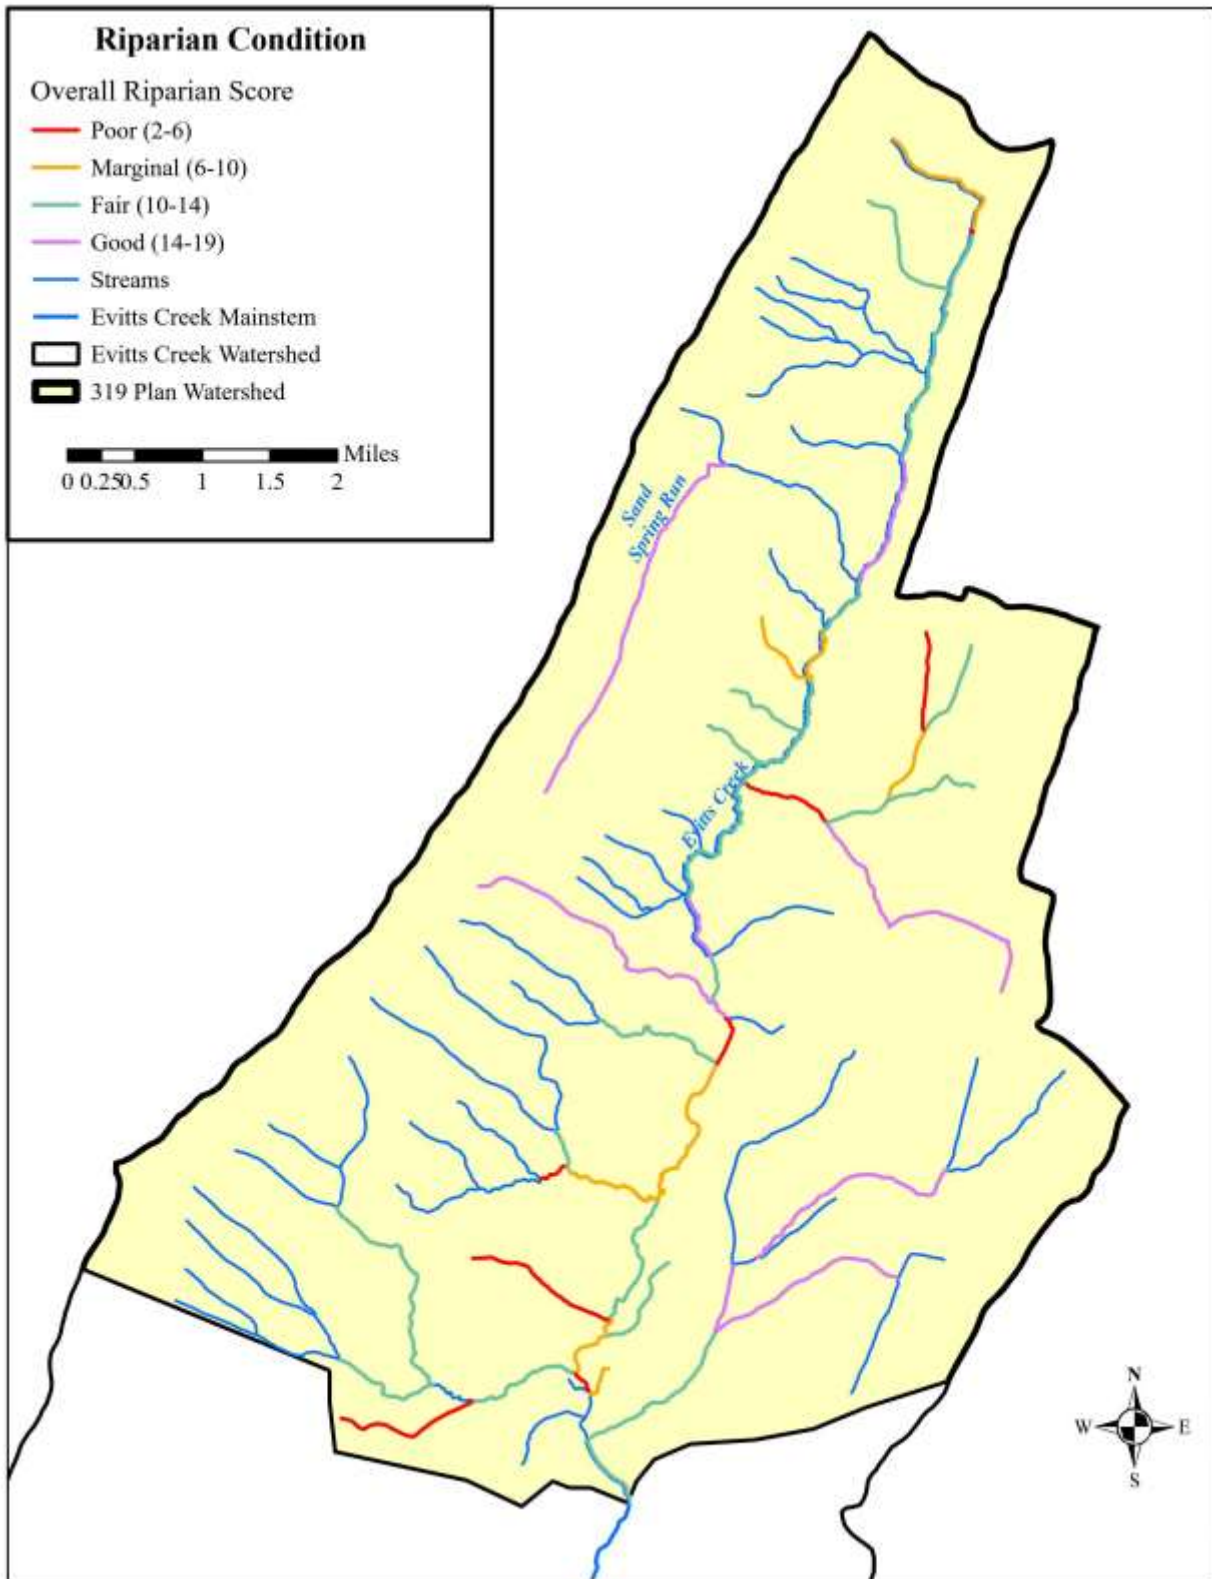 Riparian Condition
Overall Riparian Score
Poor (2-6)
Marginal (6-10)
Fair (10-14)
Good (14-19)
Streams
Evitts Creek Mainstem
Evitts Creek Watershed
319 Plan Watershed
Miles
0 0.25 0.5 1 1.5 2
Sand
Spring Run
Evitts Creek
N
W E
S